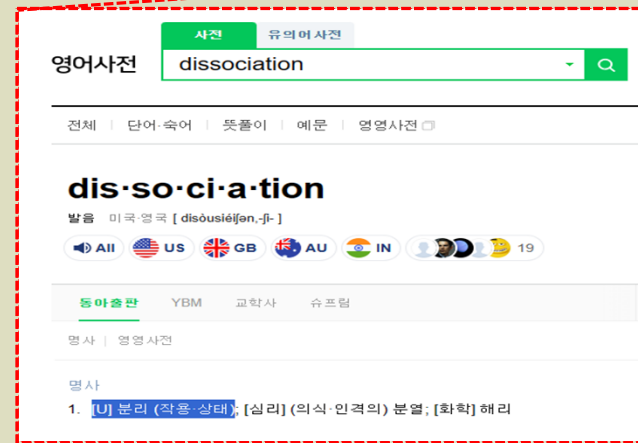 사전 유의어사전
영어사전 dissociation
전체 단어·숙어 뜻풀이 예문 영영사전
dis·so·ci·a·tion
발음 미국·영국 [ disòusiéiʃən,-ʃi- ]
All US GB AU IN 19
동아출판 YBM 교학사 슈프림
명사 영영사전
명사
1. [U] 분리 (작용·상태); [심리] (의식·인격의) 분열; [화학] 해리